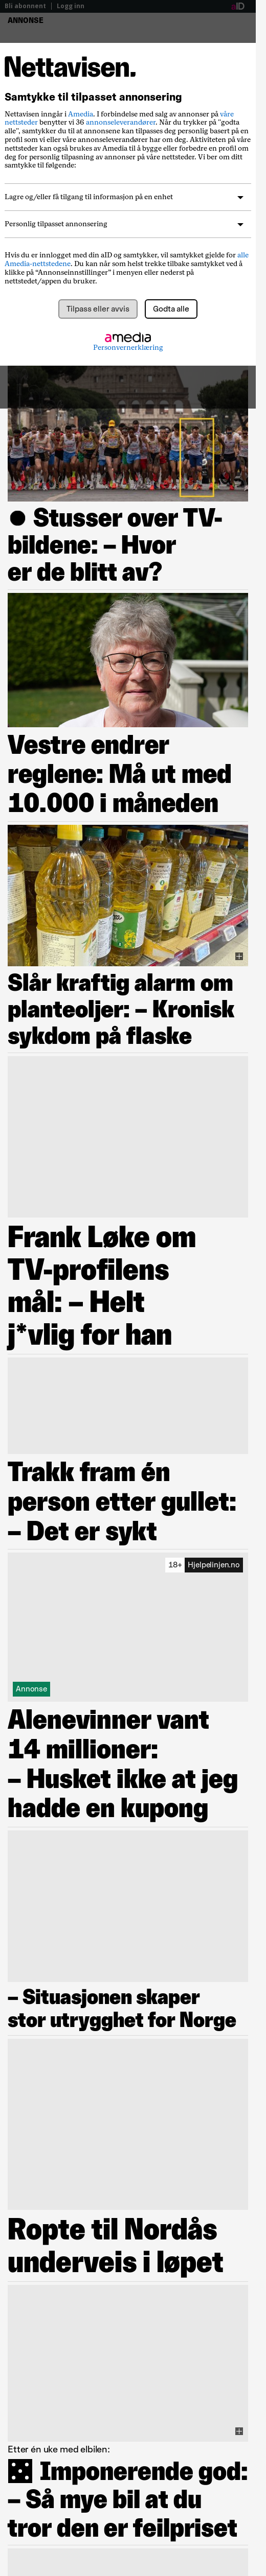 Bli abonnent | Logg inn
aID
ANNONSE
Nettavisen.
Samtykke til tilpasset annonsering
Nettavisen inngår i Amedia. I forbindelse med salg av annonser på våre
nettsteder benytter vi 36 annonseleverandører. Når du trykker på "godta
alle", samtykker du til at annonsene kan tilpasses deg personlig basert på en
profil som vi eller våre annonseleverandører har om deg. Aktiviteten på våre
nettsteder kan også brukes av Amedia til å bygge eller forbedre en profil om
deg for personlig tilpasning av annonser på våre nettsteder. Vi ber om ditt
samtykke til følgende:
Lagre og/eller få tilgang til informasjon på en enhet
Personlig tilpasset annonsering
Hvis du er innlogget med din aID og samtykker, vil samtykket gjelde for alle
Amedia-nettstedene. Du kan når som helst trekke tilbake samtykket ved å
klikke på “Annonseinnstillinger” i menyen eller nederst på
nettstedet/appen du bruker.
Tilpass eller avvis
Godta alle
amedia
Personvernerklæring
Stusser over TV-
bildene: – Hvor
er de blitt av?
Vestre endrer
reglene: Må ut med
10.000 i måneden
Slår kraftig alarm om
planteoljer: – Kronisk
sykdom på flaske
Frank Løke om
TV-profilens
mål: – Helt
j*vlig for han
Trakk fram én
person etter gullet:
– Det er sykt
18+ Hjelpelinjen.no
Annonse
Alenevinner vant
14 millioner:
– Husket ikke at jeg
hadde en kupong
– Situasjonen skaper
stor utrygghet for Norge
Ropte til Nordås
underveis i løpet
Etter én uke med elbilen:
Imponerende god:
– Så mye bil at du
tror den er feilpriset